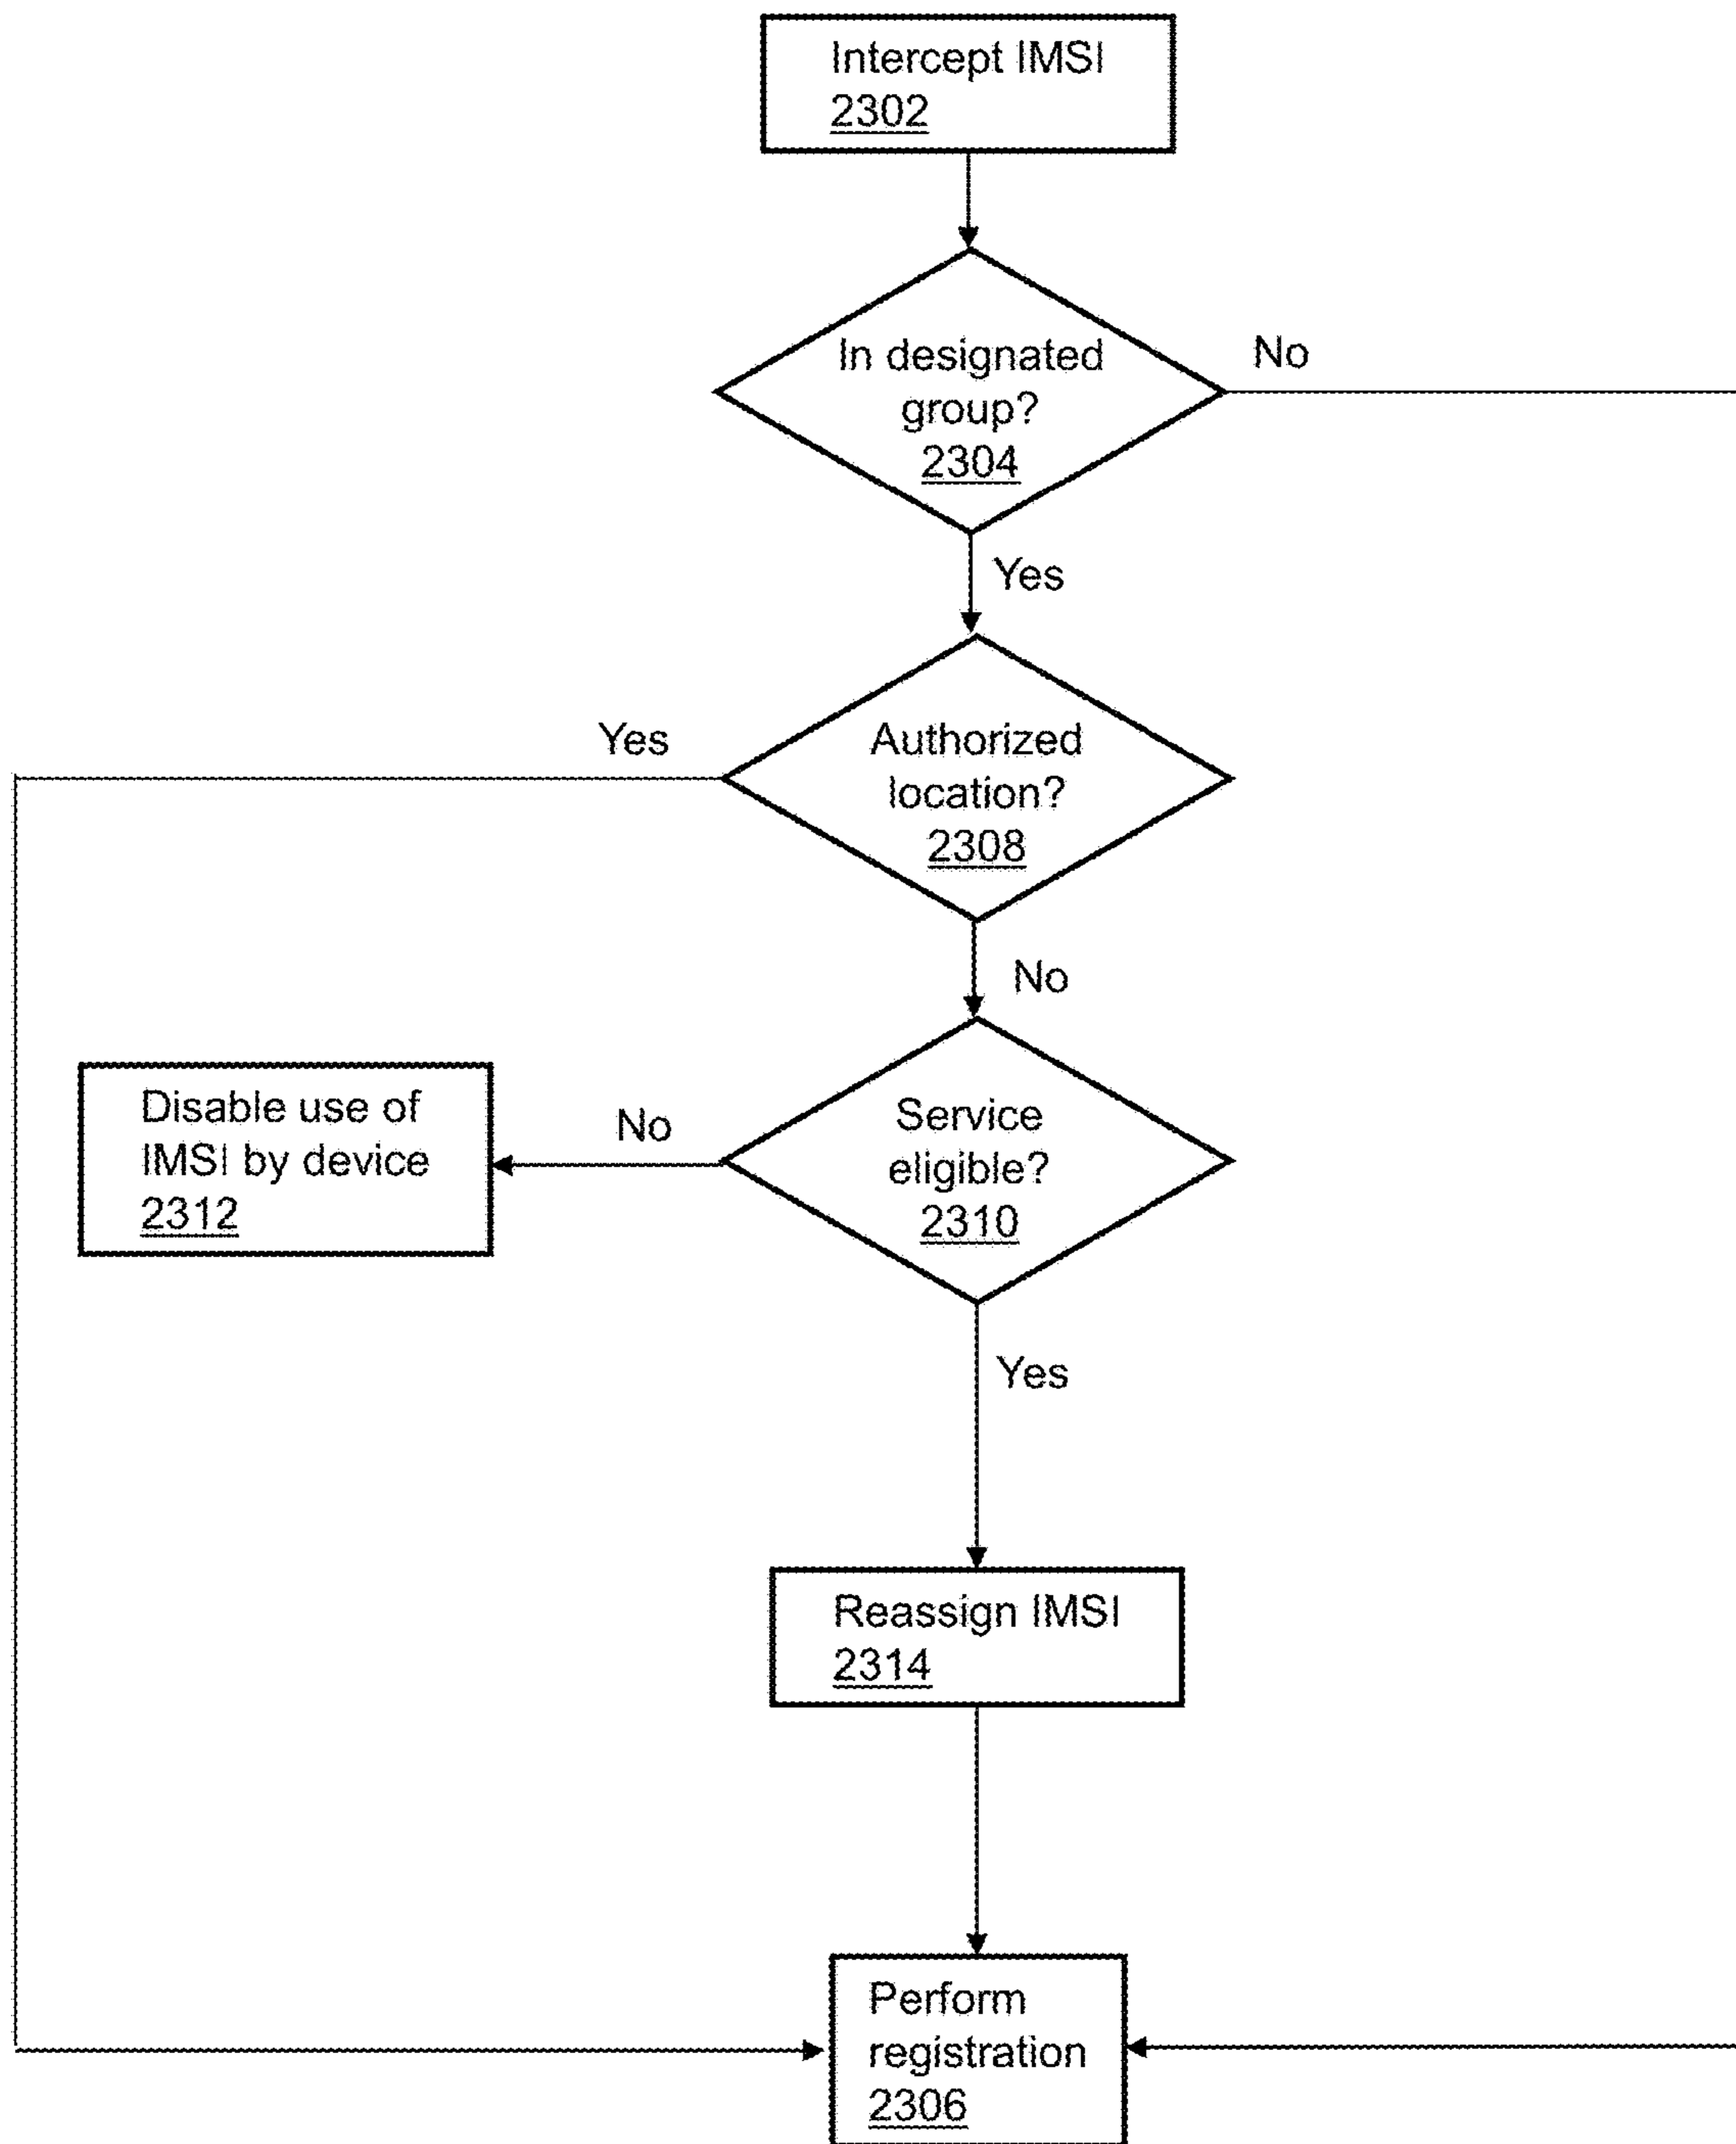 Intercept IMSI
2302
In designated
group?
2304
No
Yes
Authorized
location?
2308
Yes
No
Service
eligible?
2310
No
Disable use of
IMSI by device
2312
Yes
Reassign IMSI
2314
Perform
registration
2306